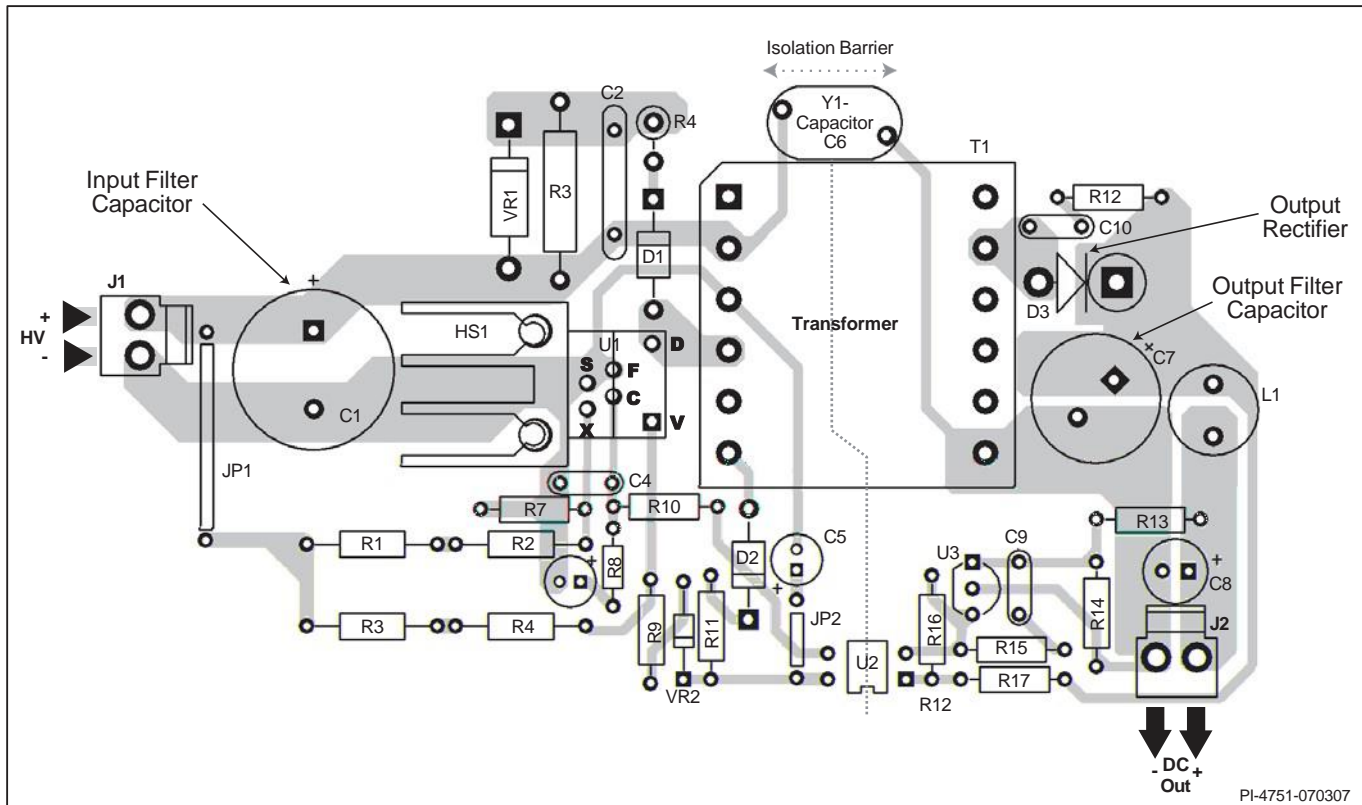 Isolation Barrier
Y1-
Capacitor
C6
C2
R4
T1
Input Filter
Capacitor
VR1
R3
R12
Output
Rectifier
C10
D1
J1
+
HV
-
+
HS1
U1
D
S
F
C
X
V
Transformer
D3
Output Filter
Capacitor
+
C7
L1
C1
JP1
C4
R7
R10
R13
R1
R2
+
R8
D2
C5
+
U3
C9
+
C8
R3
R4
R9
R11
JP2
R16
R14
J2
U2
R15
R17
VR2
R12
- DC +
Out
PI-4751-070307